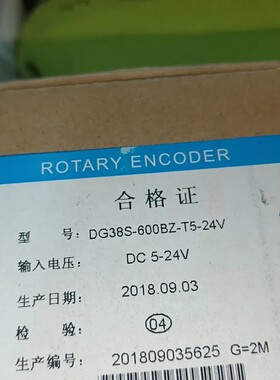 ROTARY ENCODER
合格证
型 号: DG38S-600BZ-T5-24V
输入电压: DC 5-24V
生产日期: 2018.09.03
检 验 04
生产编号: 201809035625 G=2M